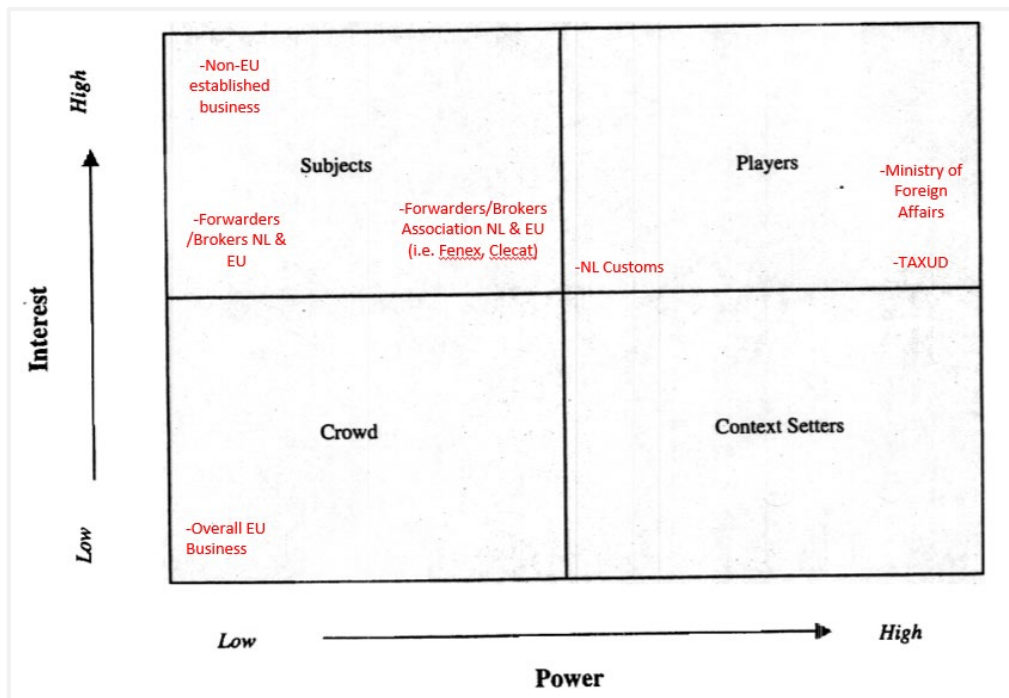 High
-Non-EU
established
business
Subjects
Players
-Ministry of
Foreign
Affairs
-Forwarders
/Brokers NL &
EU
-Forwarders/Brokers
Association NL & EU
(i.e. Fenex, Clecat)
-NL Customs
-TAXUD
Interest
Crowd
Context Setters
-Overall EU
Business
Low
Low
High
Power